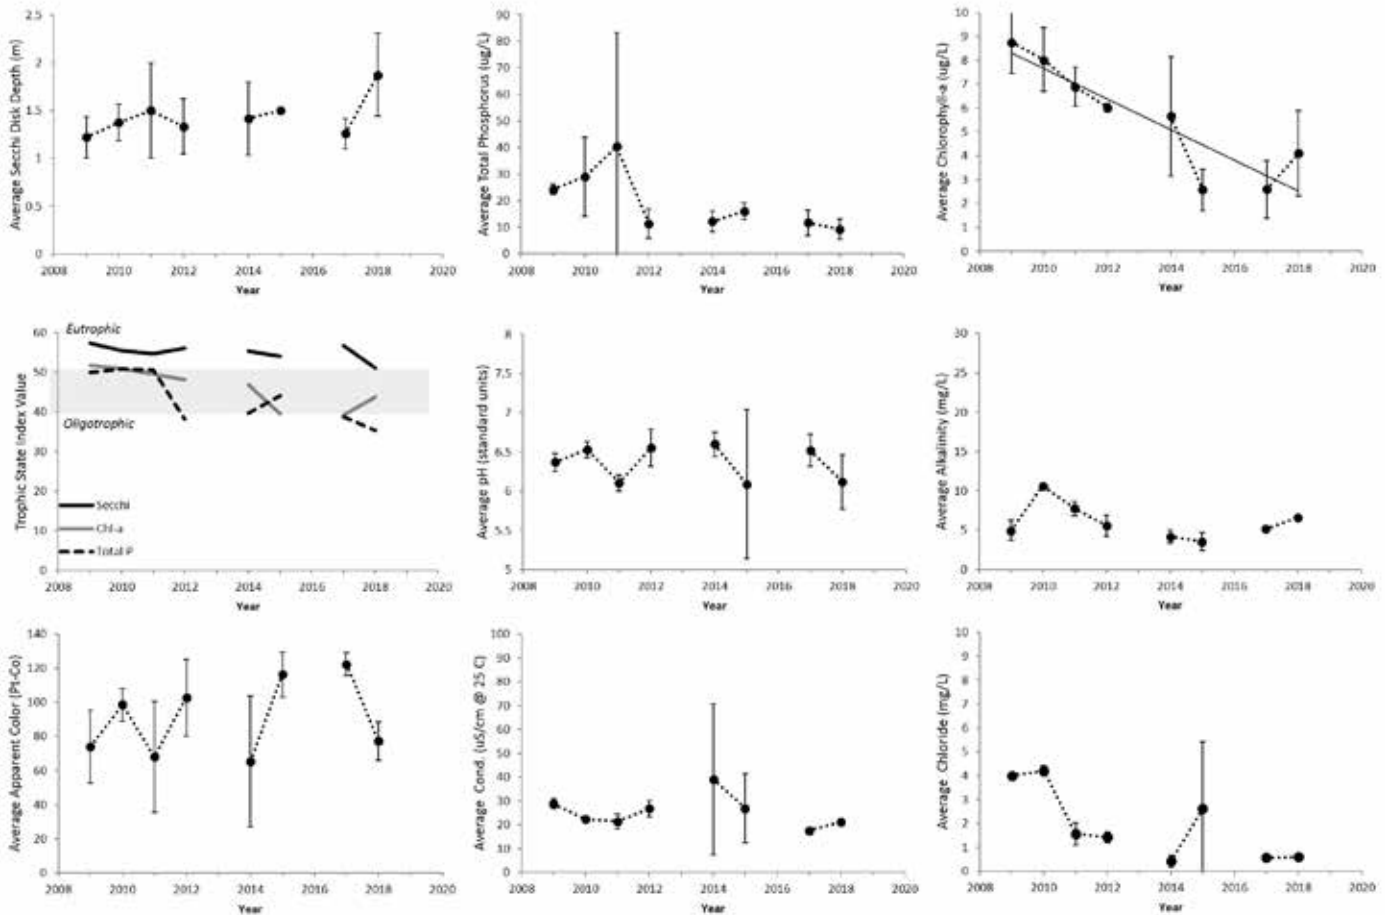 Average Secchi Disk Depth (m)
2.5
2
1.5
1
0.5
0
2008 2010 2012 2014 2016 2018 2020
Year
Average Total Phosphorus (ug/L)
90
80
70
60
50
40
30
20
10
0
2008 2010 2012 2014 2016 2018 2020
Year
Average Chlorophyll-a (ug/L)
10
9
8
7
6
5
4
3
2
1
0
2008 2010 2012 2014 2016 2018 2020
Year
Trophic State Index Value
60
50
40
30
20
10
0
Eutrophic
Oligotrophic
Secchi
Chl-a
Total P
2008 2010 2012 2014 2016 2018 2020
Year
Average pH (standard units)
8
7.5
7
6.5
6
5.5
5
2008 2010 2012 2014 2016 2018 2020
Year
Average Alkalinity (mg/L)
30
25
20
15
10
5
0
2008 2010 2012 2014 2016 2018 2020
Year
Average Apparent Color (Pt-Co)
140
120
100
80
60
40
20
0
2008 2010 2012 2014 2016 2018 2020
Year
Average Cond. (uS/cm @ 25 C)
100
90
80
70
60
50
40
30
20
10
0
2008 2010 2012 2014 2016 2018 2020
Year
Average Chloride (mg/L)
10
9
8
7
6
5
4
3
2
1
0
2008 2010 2012 2014 2016 2018 2020
Year